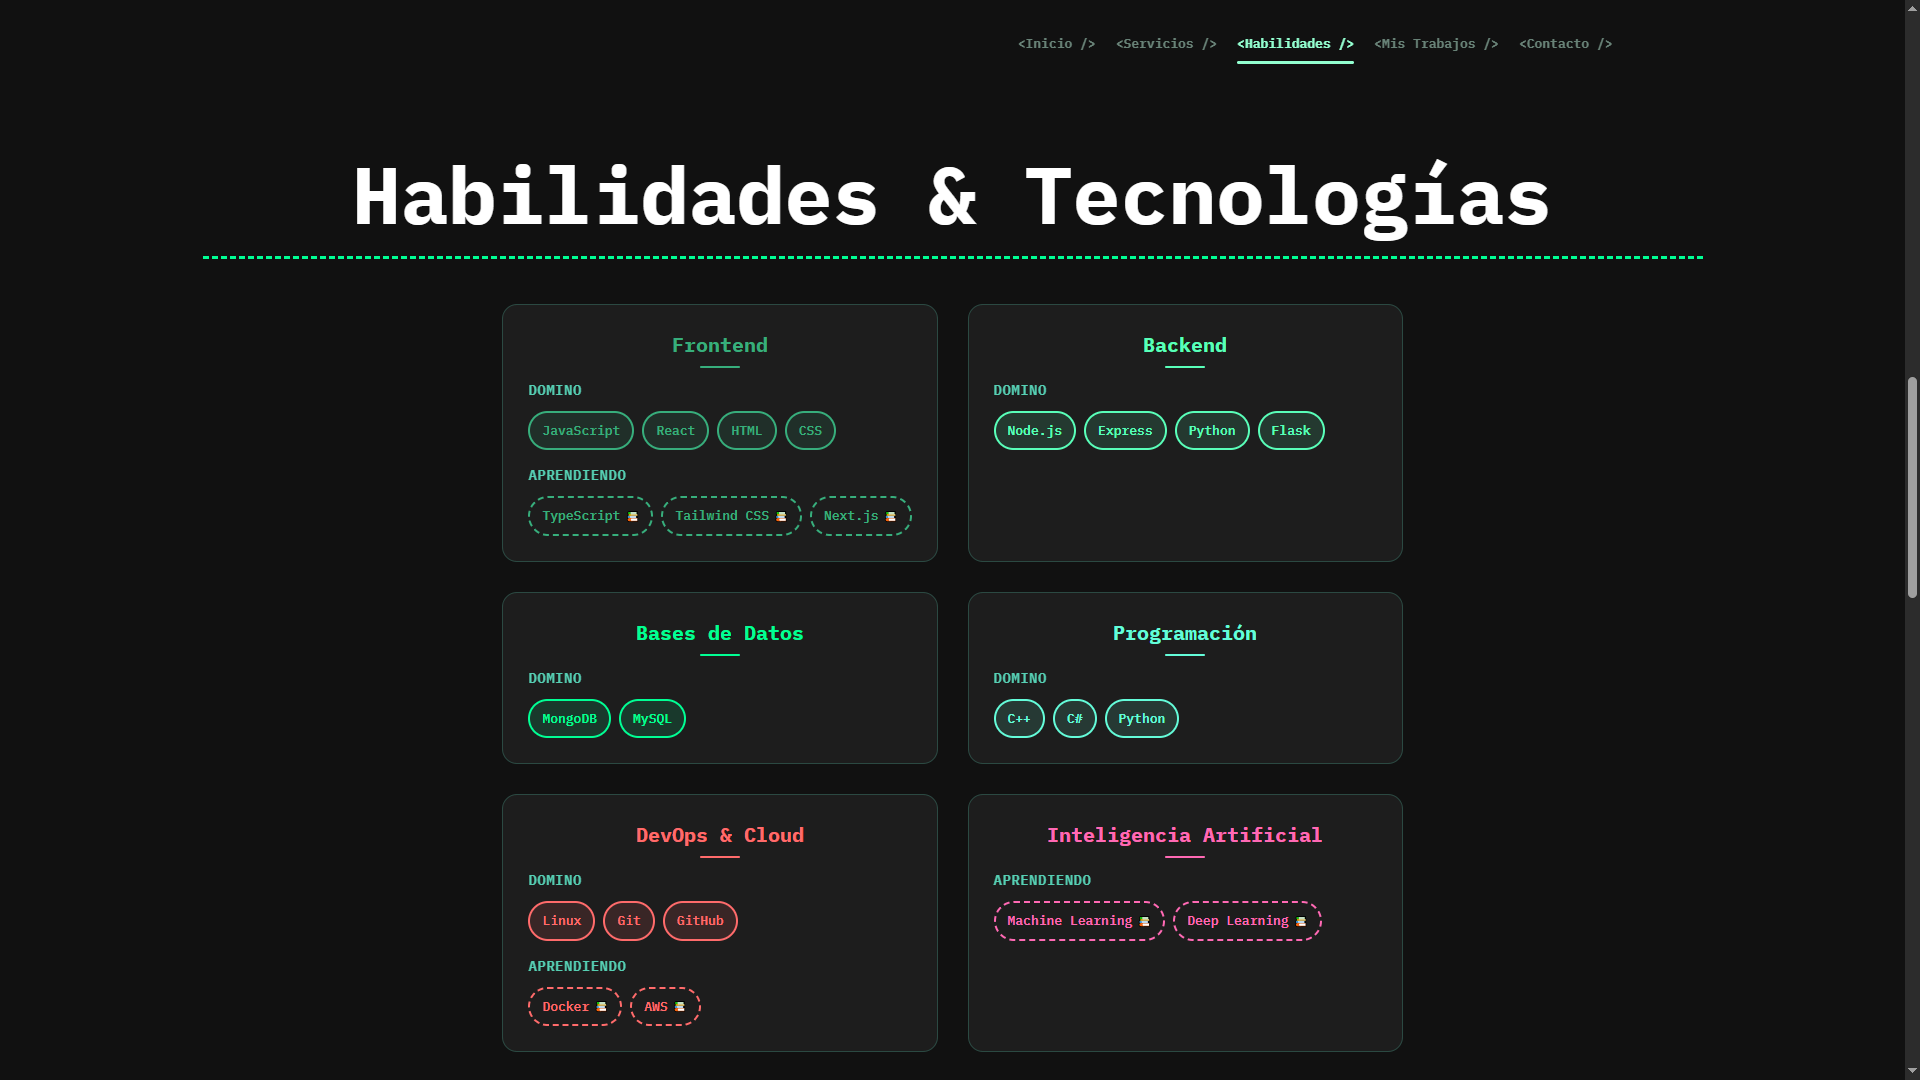 <Inicio /> <Servicios /> <Habilidades /> <Mis Trabajos /> <Contacto />
Habilidades & Tecnologías
Frontend
DOMINO
JavaScript React HTML CSS
APRENDIENDO
TypeScript Tailwind CSS Next.js
Backend
DOMINO
Node.js Express Python Flask
Bases de Datos
DOMINO
MongoDB MySQL
Programación
DOMINO
C++ C# Python
DevOps & Cloud
DOMINO
Linux Git GitHub
APRENDIENDO
Docker AWS
Inteligencia Artificial
APRENDIENDO
Machine Learning Deep Learning